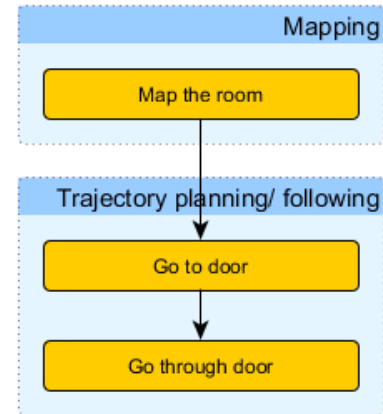 Mapping
Map the room
Trajectory planning/ following
Go to door
Go through door